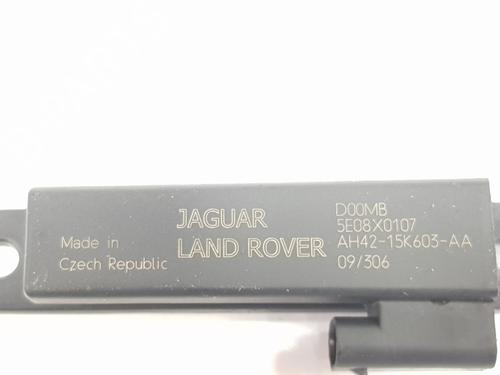 JAGUAR
LAND ROVER
Made in
Czech Republic
D00MB
5E08X0107
AH42-15K603-AA
09/306